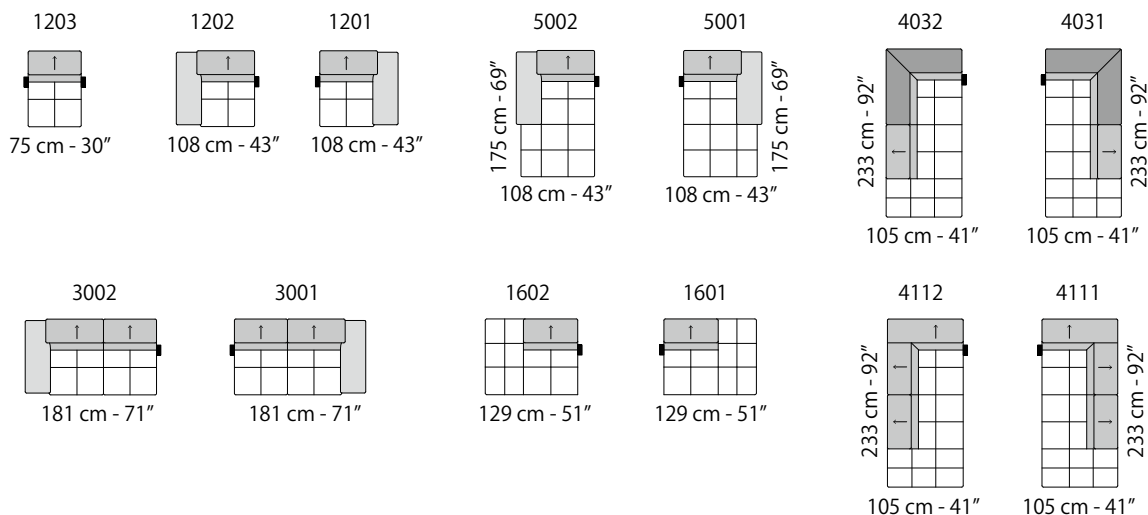 1203
1202
1201
5002
5001
4032
4031
75 cm - 30”
108 cm - 43”
108 cm - 43”
175 cm - 69”
108 cm - 43”
175 cm - 69”
108 cm - 43”
233 cm - 92”
105 cm - 41”
233 cm - 92”
105 cm - 41”
3002
3001
1602
1601
4112
4111
181 cm - 71”
181 cm - 71”
129 cm - 51”
129 cm - 51”
233 cm - 92”
105 cm - 41”
233 cm - 92”
105 cm - 41”